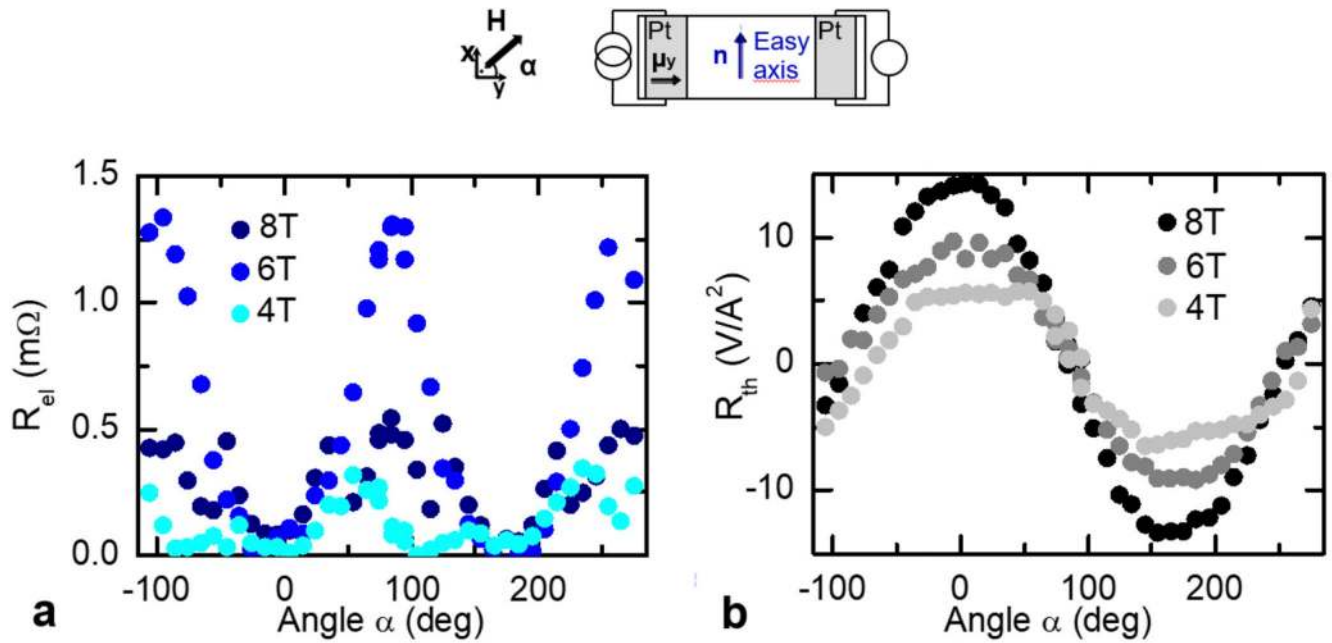 H
x
α
y
Pt
μy
n
Easy
axis
Pt
1.5
1.0
0.5
0.0
R_el (mΩ)
8T
6T
4T
-100
0
100
200
Angle α (deg)
a
10
0
-10
R_th (V/A²)
8T
6T
4T
-100
0
100
200
Angle α (deg)
b